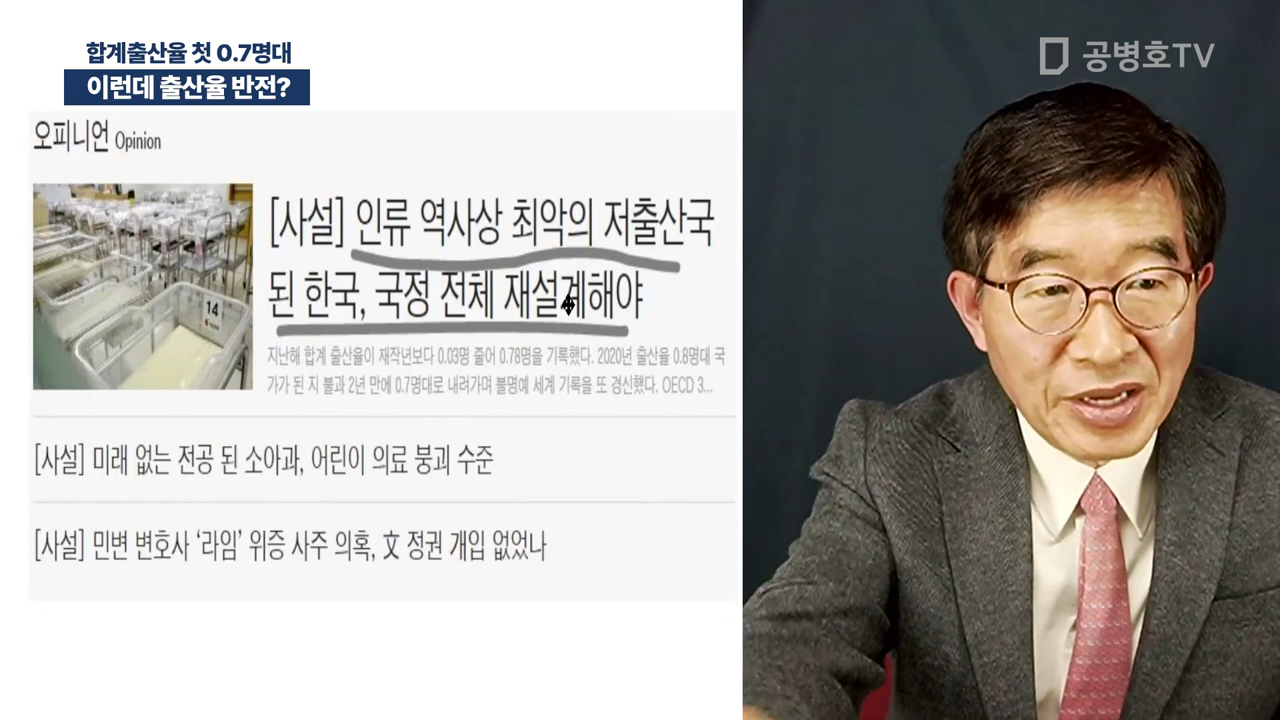 합계출산율 첫 0.7명대
이런데 출산율 반전?
공병호TV
오피니언 Opinion
[사설] 인류 역사상 최악의 저출산국
된 한국, 국정 전체 재설계해야
지난해 합계 출산율이 재작년보다 0.03명 줄어 0.78명을 기록했다. 2020년 출산율 0.8명대 국
가가 된 지 불과 2년 만에 0.7명대로 내려가며 불명예 세계 기록을 또 경신했다. OECD 3...
14
[사설] 미래 없는 전공 된 소아과, 어린이 의료 붕괴 수준
[사설] 민변 변호사 ‘라임’ 위증 사주 의혹, 文 정권 개입 없었나